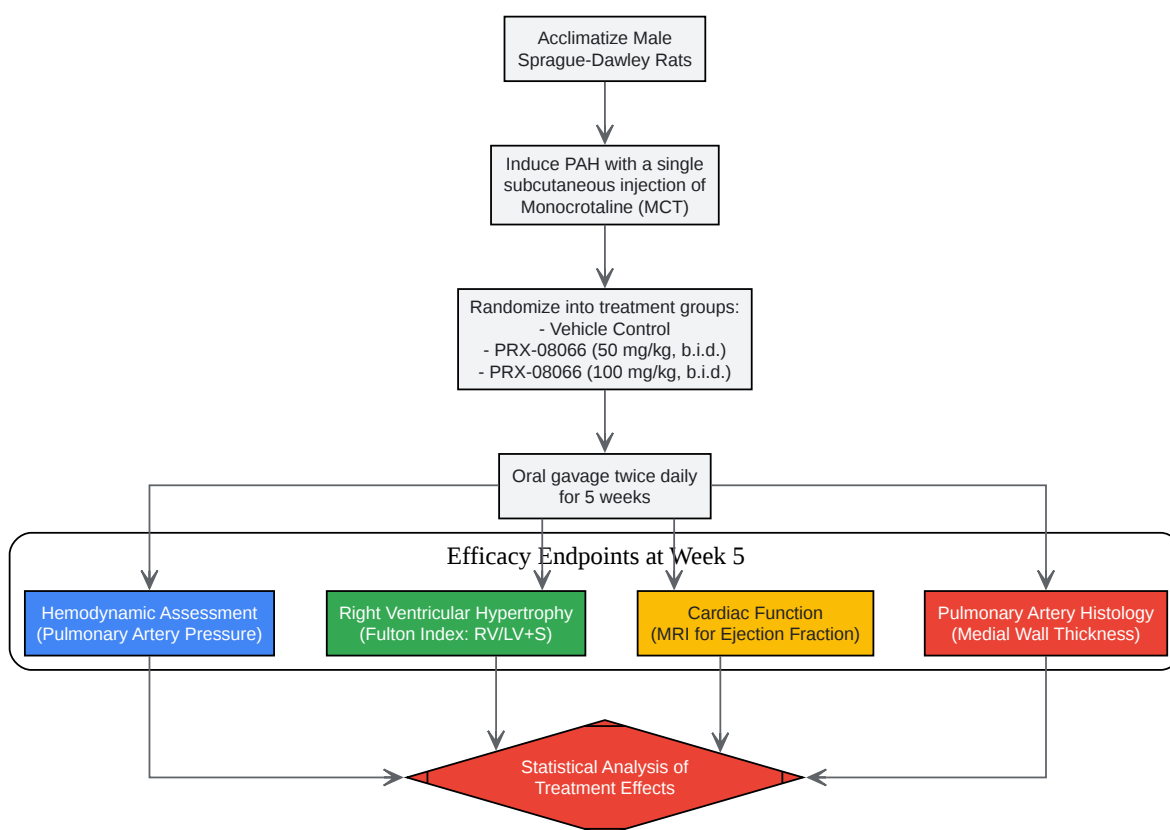 Acclimatize Male
Sprague-Dawley Rats
Induce PAH with a single
subcutaneous injection of
Monocrotaline (MCT)
Randomize into treatment groups:
- Vehicle Control
- PRX-08066 (50 mg/kg, b.i.d.)
- PRX-08066 (100 mg/kg, b.i.d.)
Oral gavage twice daily
for 5 weeks
Efficacy Endpoints at Week 5
Hemodynamic Assessment
(Pulmonary Artery Pressure)
Right Ventricular Hypertrophy
(Fulton Index: RV/LV+S)
Cardiac Function
(MRI for Ejection Fraction)
Pulmonary Artery Histology
(Medial Wall Thickness)
Statistical Analysis of
Treatment Effects